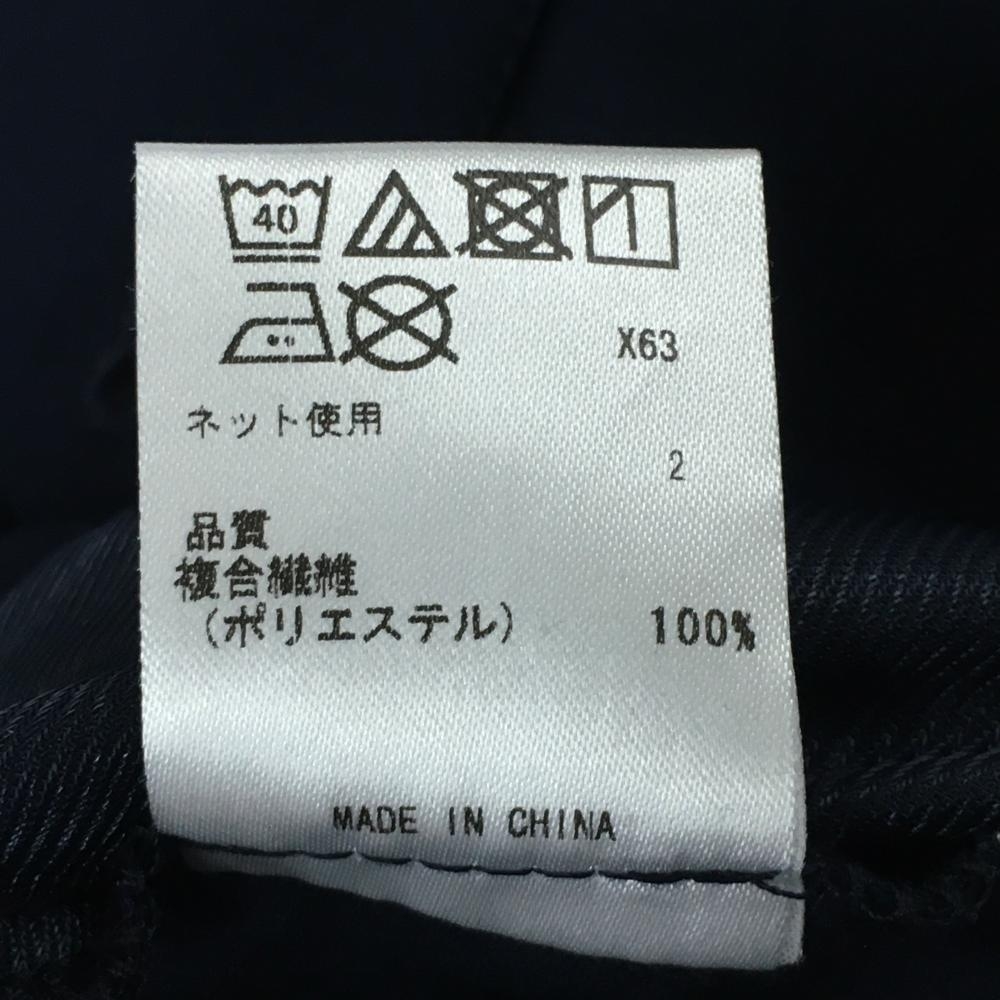 40
X63
ネット使用
2
品質
複合繊維
(ポリエステル) 100%
MADE IN CHINA